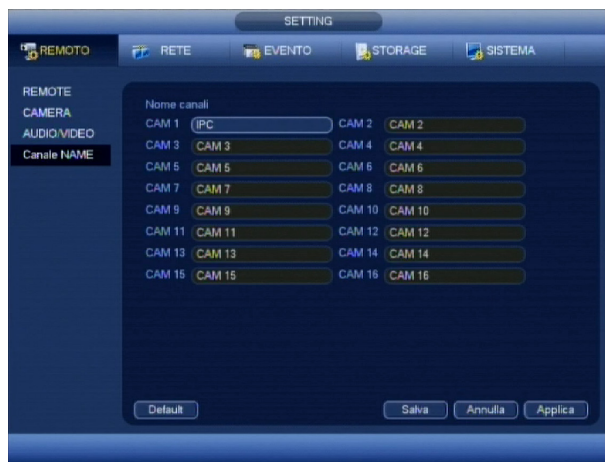 SETTING
REMOTO RETE EVENTO STORAGE SISTEMA
REMOTE
CAMERA
AUDIO/VIDEO
Canale NAME
Nome canali
CAM 1 IPC CAM 2 CAM 2
CAM 3 CAM 3 CAM 4 CAM 4
CAM 5 CAM 5 CAM 6 CAM 6
CAM 7 CAM 7 CAM 8 CAM 8
CAM 9 CAM 9 CAM 10 CAM 10
CAM 11 CAM 11 CAM 12 CAM 12
CAM 13 CAM 13 CAM 14 CAM 14
CAM 15 CAM 15 CAM 16 CAM 16
Default Salva Annulla Applica